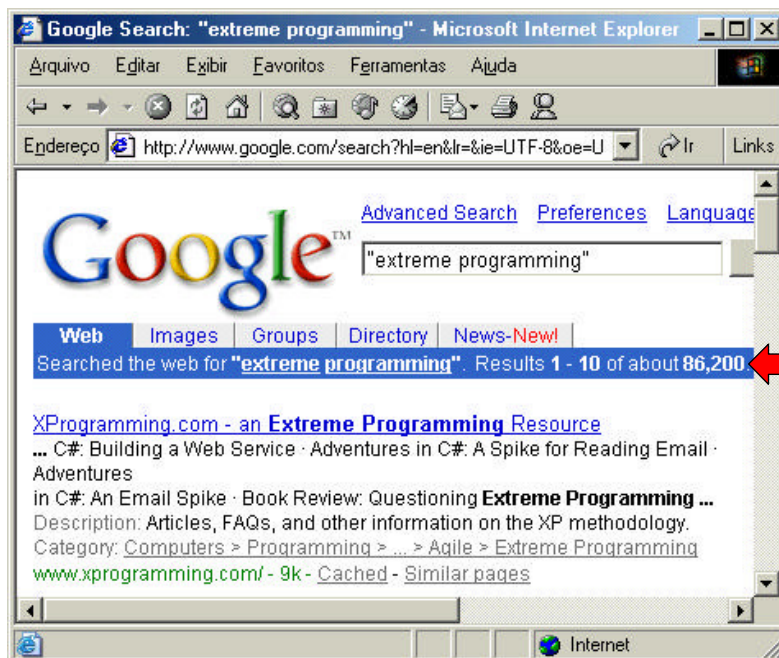 Google Search: "extreme programming" - Microsoft Internet Explorer
Arquivo Editar Exibir Favoritos Ferramentas Ajuda
Endereço http://www.google.com/search?hl=en&lr=&ie=UTF-8&oe=U Ir Links
Advanced Search Preferences Language
Google™
"extreme programming"
Web Images Groups Directory News-New!
Searched the web for "extreme programming". Results 1 - 10 of about 86,200.
XProgramming.com - an Extreme Programming Resource
... C#: Building a Web Service · Adventures in C#: A Spike for Reading Email ·
Adventures
in C#: An Email Spike · Book Review: Questioning Extreme Programming ...
Description: Articles, FAQs, and other information on the XP methodology.
Category: Computers > Programming > ... > Agile > Extreme Programming
www.xprogramming.com/ - 9k - Cached - Similar pages
Internet